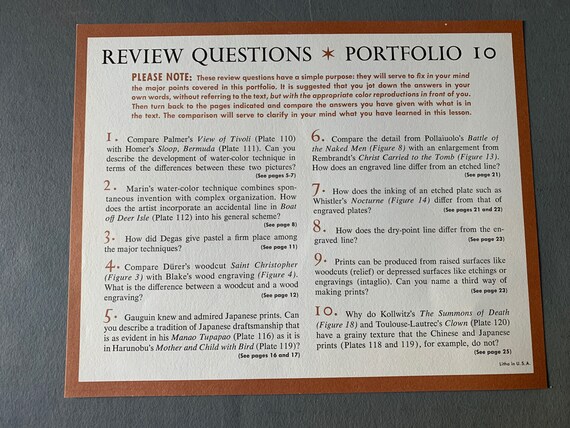 REVIEW QUESTIONS ✶ PORTFOLIO 10
PLEASE NOTE: These review questions have a simple purpose: they will serve to fix in your mind
the major points covered in this portfolio. It is suggested that you jot down the answers in your
own words, without referring to the text, but with the appropriate color reproductions in front of you.
Then turn back to the pages indicated and compare the answers you have given with what is in
the text. The comparison will serve to clarify in your mind what you have learned in this lesson.
1. Compare Palmer's View of Tivoli (Plate 110)
with Homer's Sloop, Bermuda (Plate 111). Can you
describe the development of water-color technique in
terms of the differences between these two pictures?
(See pages 5-7)
2. Marin's water-color technique combines spon-
taneous invention with complex organization. How
does the artist incorporate an accidental line in Boat
off Deer Isle (Plate 112) into his general scheme?
(See page 8)
3. How did Degas give pastel a firm place among
the major techniques?
(See page 11)
4. Compare Dürer's woodcut Saint Christopher
(Figure 3) with Blake's wood engraving (Figure 4).
What is the difference between a woodcut and a wood
engraving?
(See page 12)
5. Gauguin knew and admired Japanese prints. Can
you describe a tradition of Japanese draftsmanship that
is as evident in his Manao Tupapao (Plate 116) as it is
in Harunobu's Mother and Child with Bird (Plate 119)?
(See pages 16 and 17)
6. Compare the detail from Pollaiuolo's Battle of
the Naked Men (Figure 8) with an enlargement from
Rembrandt's Christ Carried to the Tomb (Figure 13).
How does an engraved line differ from an etched line?
(See page 21)
7. How does the inking of an etched plate such as
Whistler's Nocturne (Figure 14) differ from that of
engraved plates?
(See pages 21 and 22)
8. How does the dry-point line differ from the en-
graved line?
(See page 23)
9. Prints can be produced from raised surfaces like
woodcuts (relief) or depressed surfaces like etchings or
engravings (intaglio). Can you name a third way of
making prints?
(See page 23)
10. Why do Kollwitz's The Summons of Death
(Figure 18) and Toulouse-Lautrec's Clown (Plate 120)
have a grainy texture that the Chinese and Japanese
prints (Plates 118 and 119), for example, do not?
(See page 25)
Litho in U.S.A.